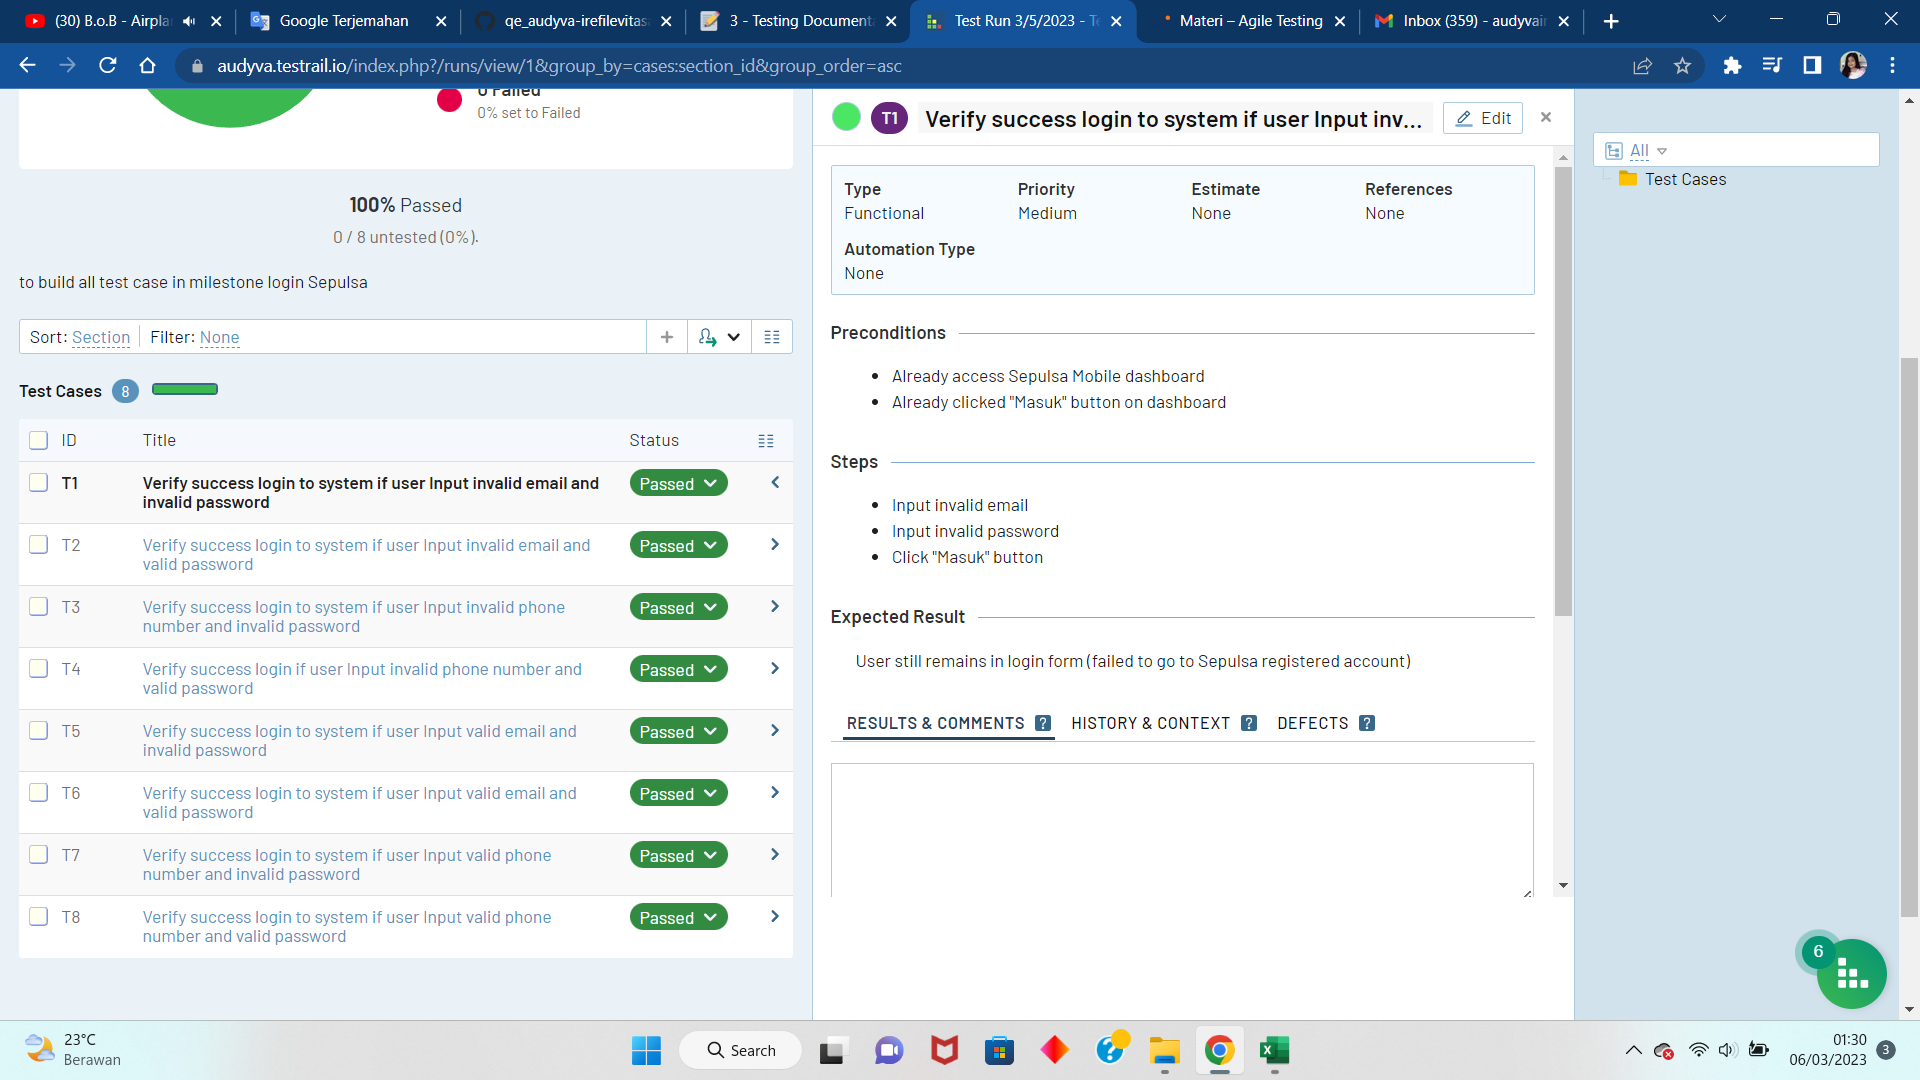 (30) B.o.B - Airpla
Google Terjemahan
qe_audyva-irefilevitasa
3 - Testing Documenta
Test Run 3/5/2023 - Te
Materi – Agile Testing
Inbox (359) - audyvair
audyva.testrail.io/index.php?/runs/view/1&group_by=cases:section_id&group_order=asc
0 Failed
0% set to Failed
100% Passed
0 / 8 untested (0%).
to build all test case in milestone login Sepulsa
Sort: Section
Filter: None
Test Cases 8
ID Title Status
T1 Verify success login to system if user Input invalid email and
invalid password
Passed
T2 Verify success login to system if user Input invalid email and
valid password
Passed
T3 Verify success login to system if user Input invalid phone
number and invalid password
Passed
T4 Verify success login if user Input invalid phone number and
valid password
Passed
T5 Verify success login to system if user Input valid email and
invalid password
Passed
T6 Verify success login to system if user Input valid email and
valid password
Passed
T7 Verify success login to system if user Input valid phone
number and invalid password
Passed
T8 Verify success login to system if user Input valid phone
number and valid password
Passed
T1 Verify success login to system if user Input inv...
Edit
Type Priority Estimate References
Functional Medium None None
Automation Type
None
Preconditions
• Already access Sepulsa Mobile dashboard
• Already clicked "Masuk" button on dashboard
Steps
• Input invalid email
• Input invalid password
• Click "Masuk" button
Expected Result
User still remains in login form (failed to go to Sepulsa registered account)
RESULTS & COMMENTS ? HISTORY & CONTEXT ? DEFECTS ?
All
Test Cases
6
23°C
Berawan
Search
01:30
06/03/2023
3